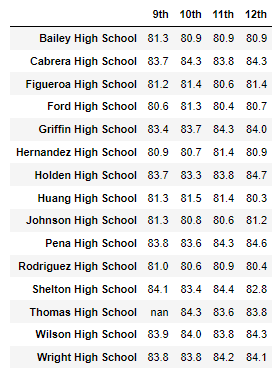 9th 10th 11th 12th
Bailey High School 81.3 80.9 80.9 80.9
Cabrera High School 83.7 84.3 83.8 84.3
Figueroa High School 81.2 81.4 80.6 81.4
Ford High School 80.6 81.3 80.4 80.7
Griffin High School 83.4 83.7 84.3 84.0
Hernandez High School 80.9 80.7 81.4 80.9
Holden High School 83.7 83.3 83.8 84.7
Huang High School 81.3 81.5 81.4 80.3
Johnson High School 81.3 80.8 80.6 81.2
Pena High School 83.8 83.6 84.3 84.6
Rodriguez High School 81.0 80.6 80.9 80.4
Shelton High School 84.1 83.4 84.4 82.8
Thomas High School nan 84.3 83.6 83.8
Wilson High School 83.9 84.0 83.8 84.3
Wright High School 83.8 83.8 84.2 84.1